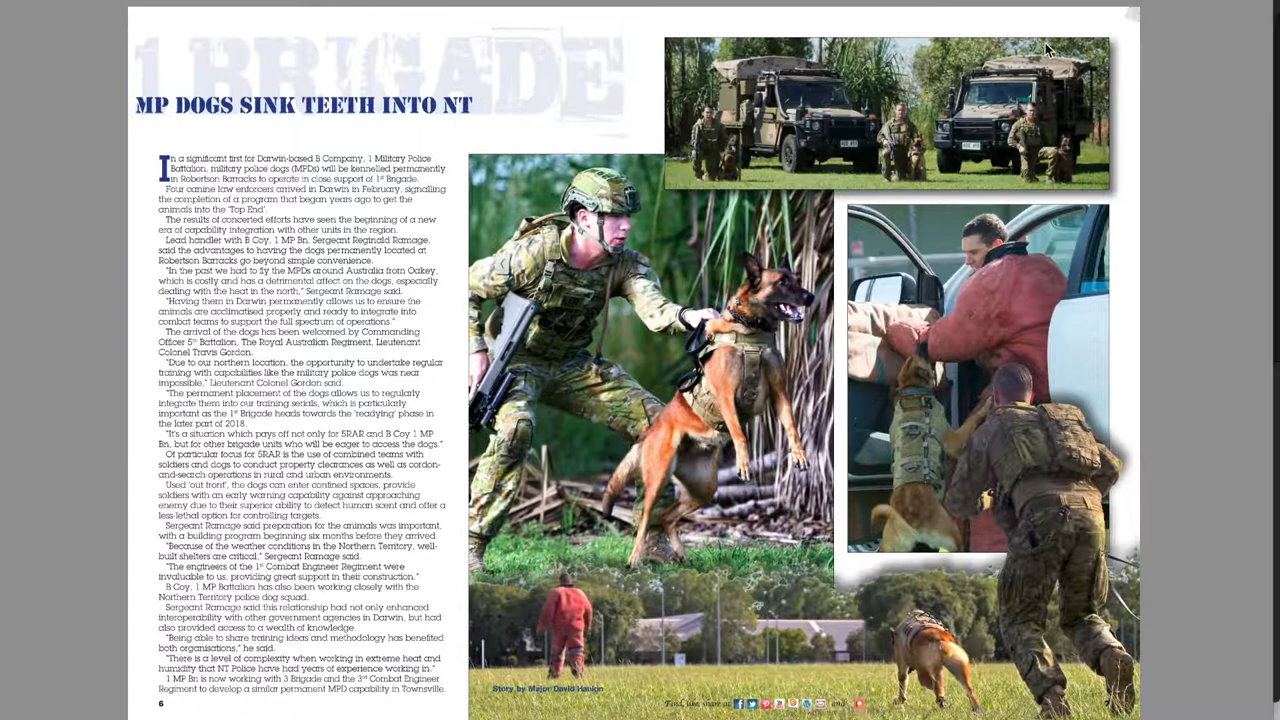 1 BRIGADE
MP DOGS SINK TEETH INTO NT
In a significant first for Darwin-based B Company, 1 Military Police
Battalion, military police dogs (MPDs) will be kennelled permanently
in Robertson Barracks to operate in close support of 1st Brigade.
Four canine law enforcers arrived in Darwin in February, signalling
the completion of a program that began years ago to get the
animals into the 'Top End'.
The results of concerted efforts have seen the beginning of a new
era of capability integration with other units in the region.
Lead handler with B Coy, 1 MP Bn, Sergeant Reginald Ramage,
said the advantages to having the dogs permanently located at
Robertson Barracks go beyond simple convenience.
"In the past we had to fly the MPDs around Australia from Oakey,
which is costly and has a detrimental affect on the dogs, especially
dealing with the heat in the north," Sergeant Ramage said.
"Having them in Darwin permanently allows us to ensure the
animals are acclimatised properly and ready to integrate into
combat teams to support the full spectrum of operations."
The arrival of the dogs has been welcomed by Commanding
Officer 5th Battalion, The Royal Australian Regiment, Lieutenant
Colonel Travis Gordon.
"Due to our northern location, the opportunity to undertake regular
training with capabilities like the military police dogs was near
impossible," Lieutenant Colonel Gordon said.
"The permanent placement of the dogs allows us to regularly
integrate them into our training serials, which is particularly
important as the 1st Brigade heads towards the 'readying' phase in
the later part of 2018.
"It's a situation which pays off not only for 5RAR and B Coy 1 MP
Bn, but for other brigade units who will be eager to access the dogs."
Of particular focus for 5RAR is the use of combined teams with
soldiers and dogs to conduct property clearances as well as cordon-
and-search operations in rural and urban environments.
Used 'out front', the dogs can enter confined spaces, provide
soldiers with an early warning capability against approaching
enemy due to their superior ability to detect human scent and offer a
less-lethal option for controlling targets.
Sergeant Ramage said preparation for the animals was important,
with a building program beginning six months before they arrived.
"Because of the weather conditions in the Northern Territory, well-
built shelters are critical," Sergeant Ramage said.
"The engineers of the 1st Combat Engineer Regiment were
invaluable to us, providing great support in their construction."
B Coy, 1 MP Battalion has also been working closely with the
Northern Territory police dog squad.
Sergeant Ramage said this relationship had not only enhanced
interoperability with other government agencies in Darwin, but had
also provided access to a wealth of knowledge.
"Being able to share training ideas and methodology has benefited
both organisations," he said.
"There is a level of complexity when working in extreme heat and
humidity that NT Police have had years of experience working in."
1 MP Bn is now working with 3 Brigade and the 3rd Combat Engineer
Regiment to develop a similar permanent MPD capability in Townsville.
Story by Major David Hankin
6
Find, like, share at
and
7